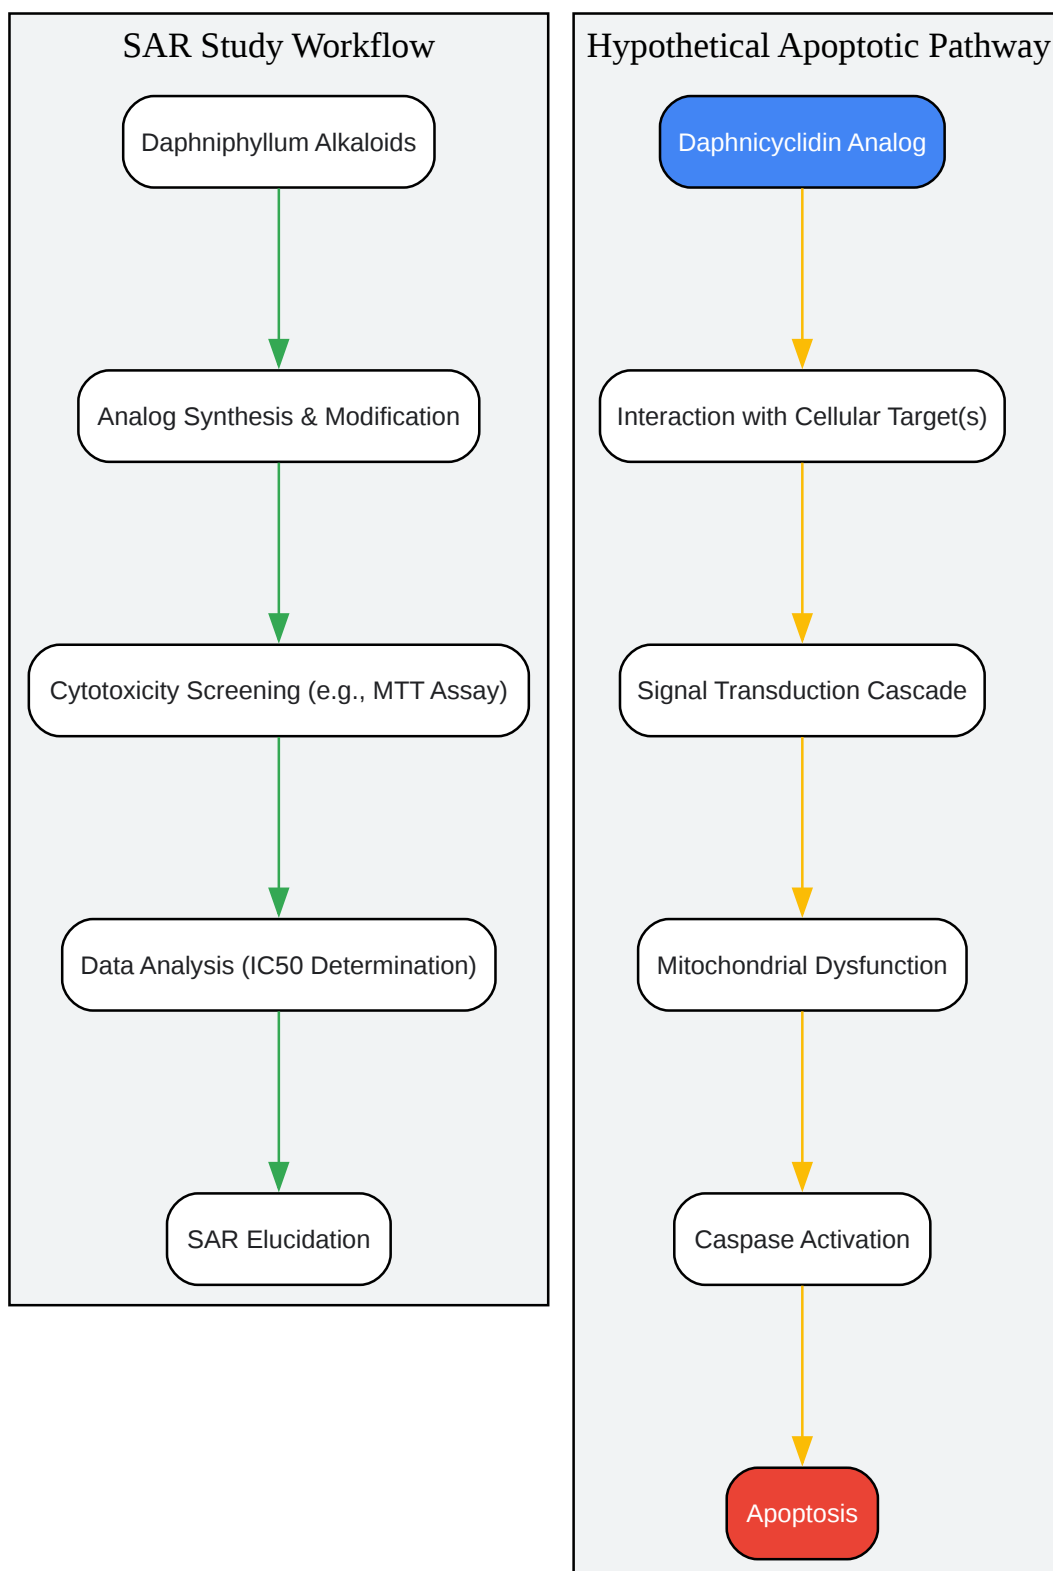 SAR Study Workflow
Daphniphyllum Alkaloids
Analog Synthesis & Modification
Cytotoxicity Screening (e.g., MTT Assay)
Data Analysis (IC50 Determination)
SAR Elucidation
Hypothetical Apoptotic Pathway
Daphnicyclidin Analog
Interaction with Cellular Target(s)
Signal Transduction Cascade
Mitochondrial Dysfunction
Caspase Activation
Apoptosis